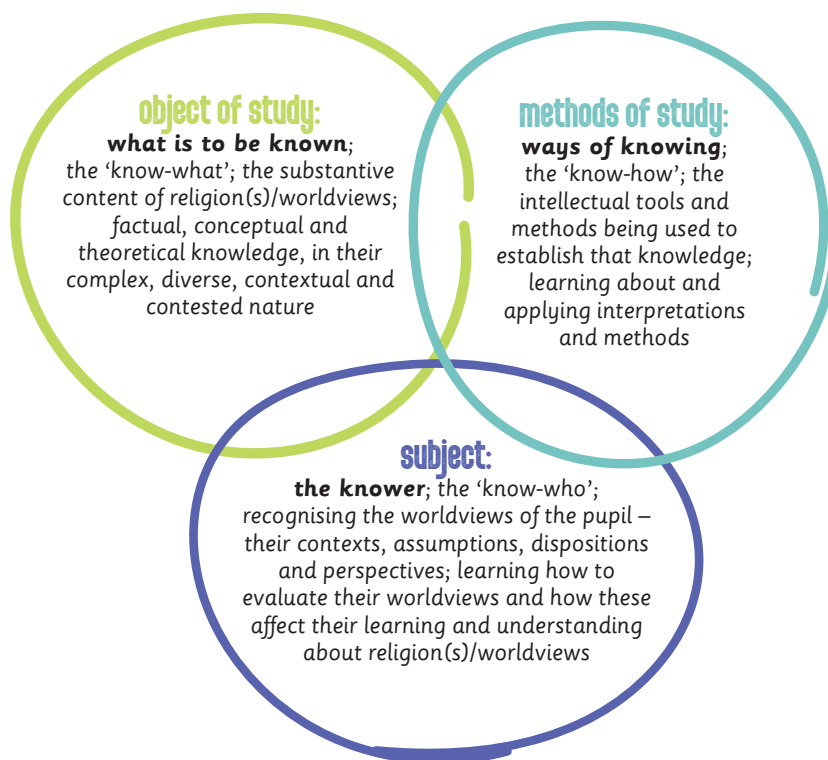 object of study:
what is to be known;
the ‘know-what’; the substantive
content of religion(s)/worldviews;
factual, conceptual and
theoretical knowledge, in their
complex, diverse, contextual and
contested nature
methods of study:
ways of knowing;
the ‘know-how’; the
intellectual tools and
methods being used to
establish that knowledge;
learning about and
applying interpretations
and methods
subject:
the knower; the ‘know-who’;
recognising the worldviews of the pupil –
their contexts, assumptions, dispositions
and perspectives; learning how to
evaluate their worldviews and how these
affect their learning and understanding
about religion(s)/worldviews